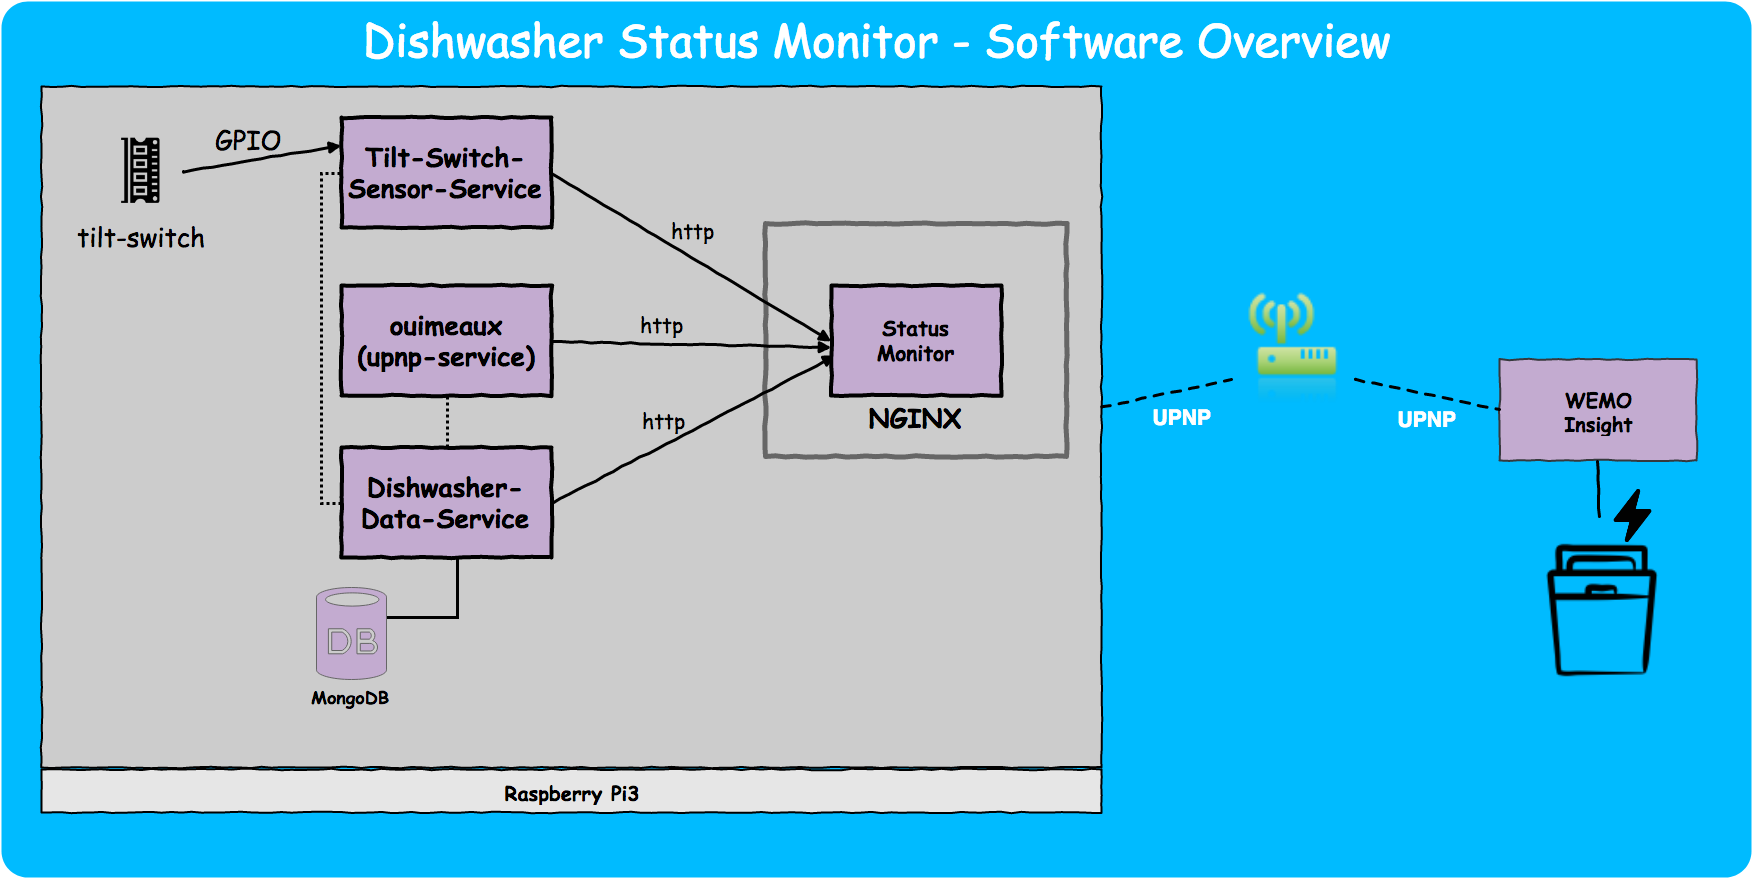 Dishwasher Status Monitor - Software Overview
GPIO
tilt-switch
Tilt-Switch-
Sensor-Service
http
ouimeaux
(upnp-service)
http
Status
Monitor
NGINX
http
Dishwasher-
Data-Service
DB
MongoDB
Raspberry Pi3
UPNP
UPNP
WEMO
Insight